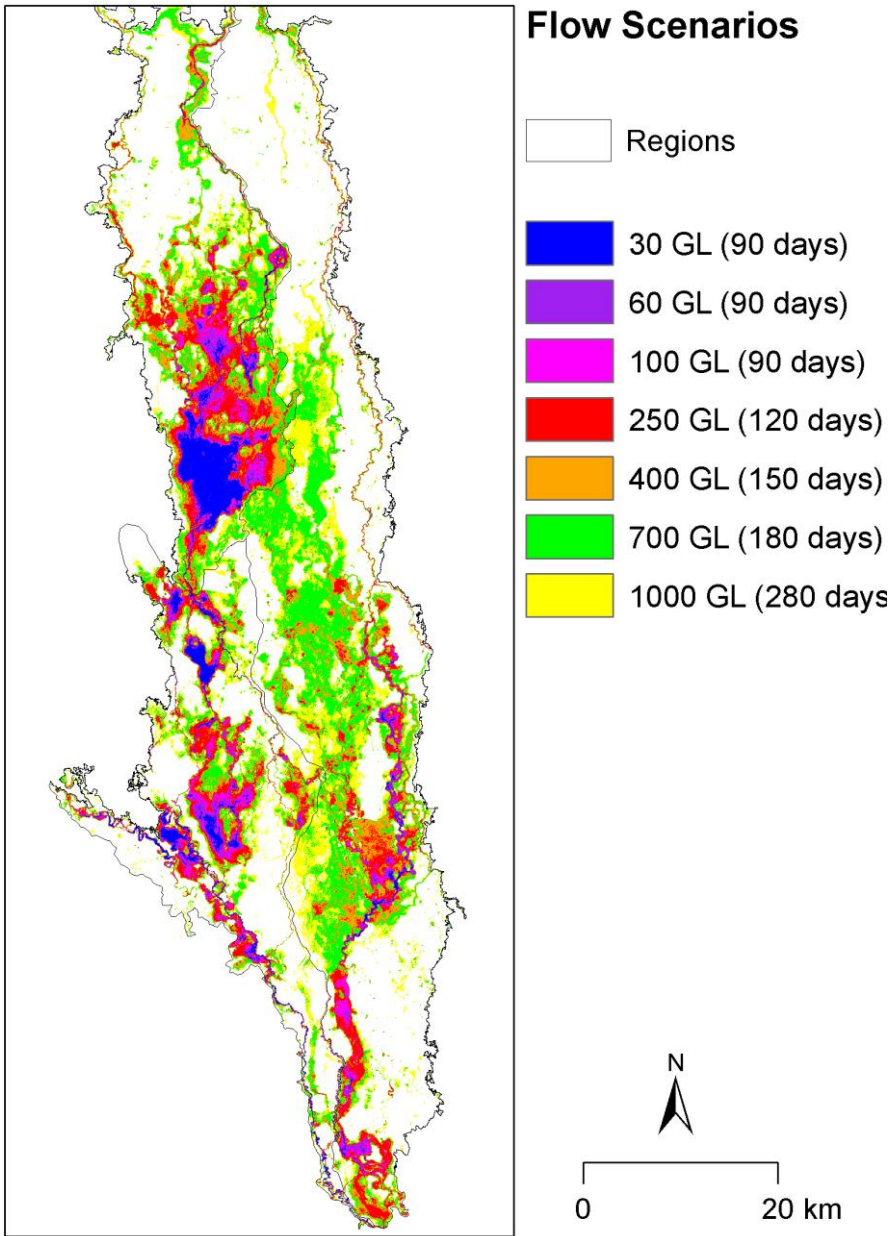 Flow Scenarios
Regions
30 GL (90 days)
60 GL (90 days)
100 GL (90 days)
250 GL (120 days)
400 GL (150 days)
700 GL (180 days)
1000 GL (280 days
N
0 20 km